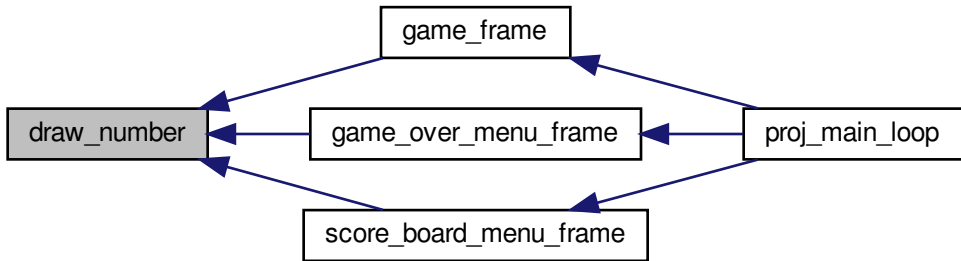 game_frame
draw_number
game_over_menu_frame
proj_main_loop
score_board_menu_frame